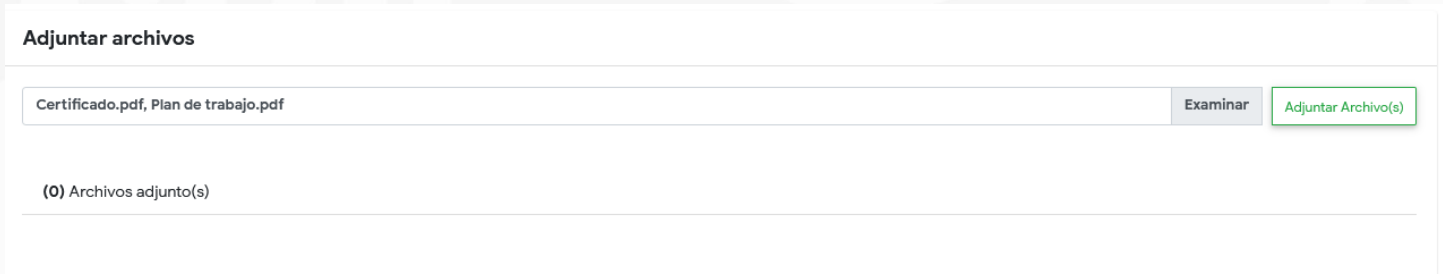 Adjuntar archivos
Certificado.pdf, Plan de trabajo.pdf Examinar Adjuntar Archivo(s)
(0) Archivos adjunto(s)